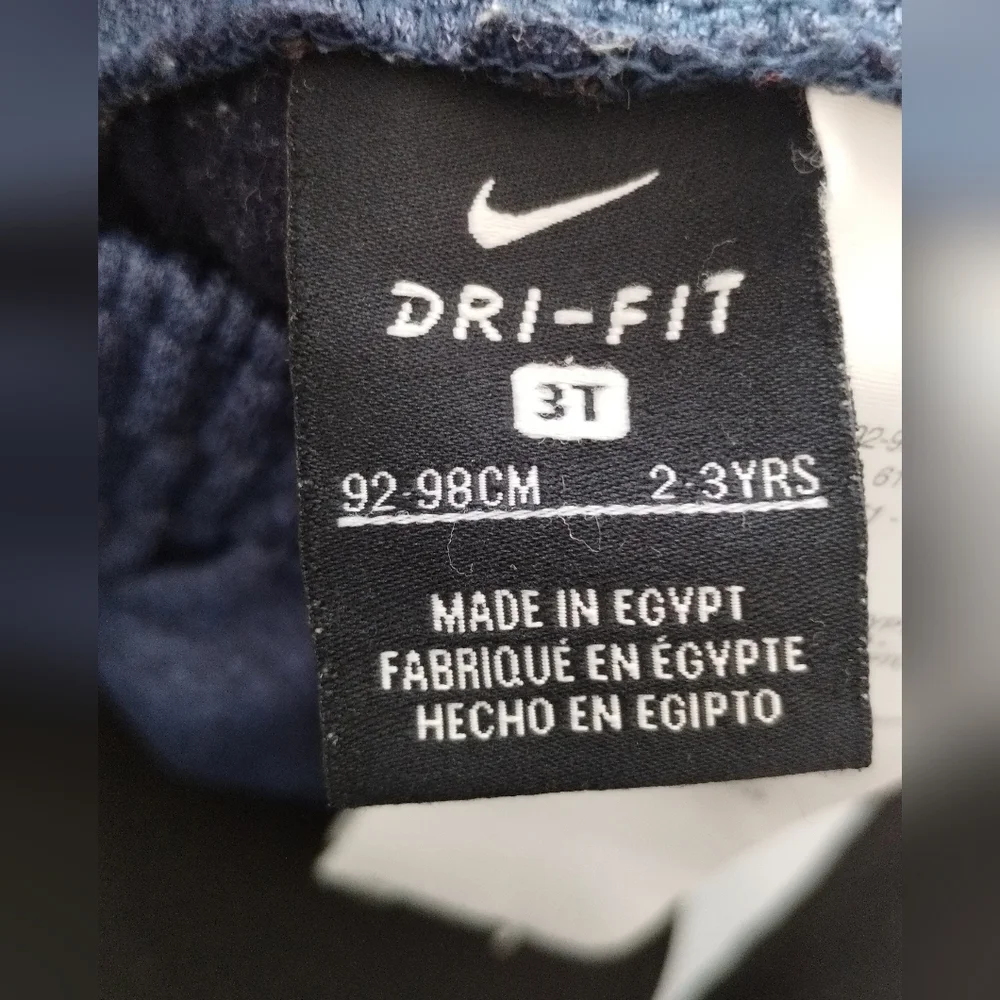 DRI-FIT
3T
92-98CM 2-3YRS
MADE IN EGYPT
FABRIQUÉ EN ÉGYPTE
HECHO EN EGIPTO